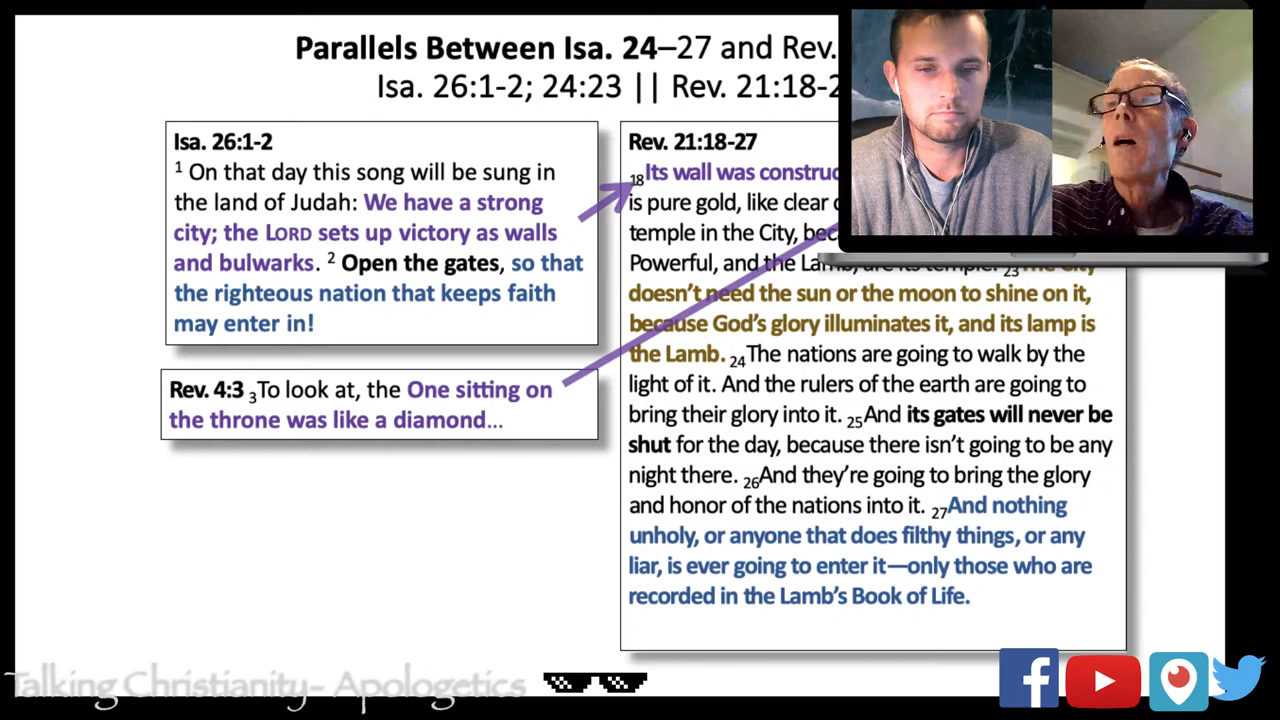 Parallels Between Isa. 24–27 and Rev.
Isa. 26:1-2; 24:23 || Rev. 21:18-2
Isa. 26:1-2
1 On that day this song will be sung in
the land of Judah: We have a strong
city; the LORD sets up victory as walls
and bulwarks. 2 Open the gates, so that
the righteous nation that keeps faith
may enter in!
Rev. 4:3 3To look at, the One sitting on
the throne was like a diamond...
Rev. 21:18-27
18Its wall was construc
is pure gold, like clear
temple in the City, bec
Powerful, and the Lamb, are its temple. 23The City
doesn't need the sun or the moon to shine on it,
because God's glory illuminates it, and its lamp is
the Lamb. 24The nations are going to walk by the
light of it. And the rulers of the earth are going to
bring their glory into it. 25And its gates will never be
shut for the day, because there isn't going to be any
night there. 26And they're going to bring the glory
and honor of the nations into it. 27And nothing
unholy, or anyone that does filthy things, or any
liar, is ever going to enter it—only those who are
recorded in the Lamb's Book of Life.
Talking Christianity- Apologetics